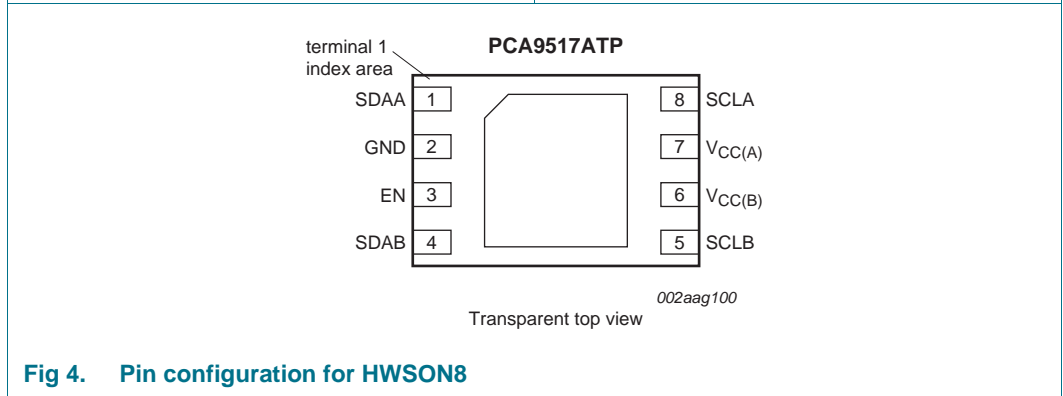 PCA9517ATP
terminal 1
index area
SDAA 1 8 SCLA
GND 2 7 VCC(A)
EN 3 6 VCC(B)
SDAB 4 5 SCLB
002aag100
Transparent top view
Fig 4. Pin configuration for HWSON8